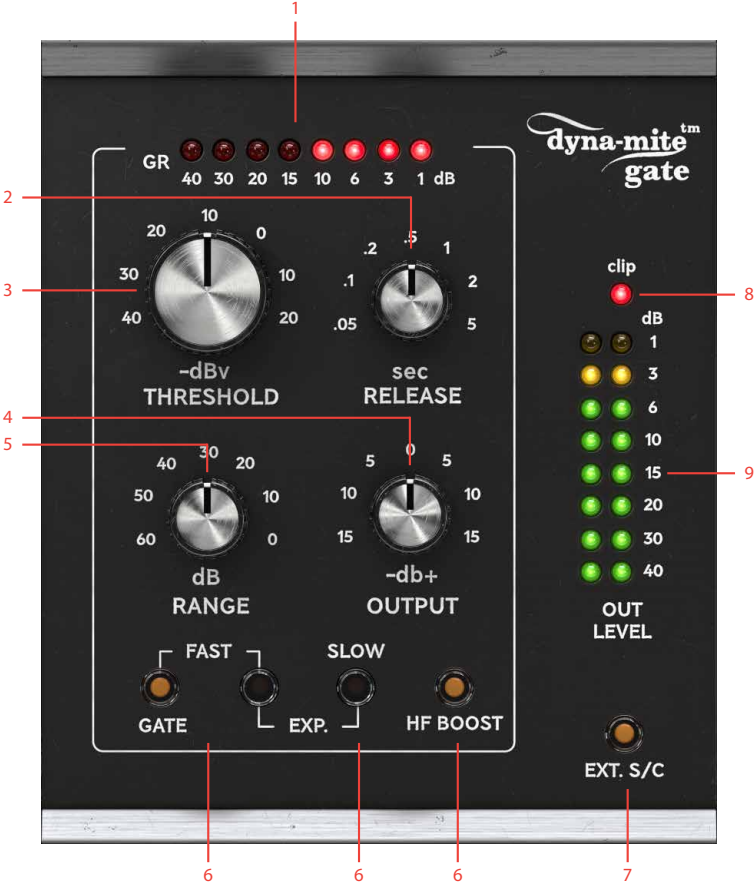 1
dyna-mite™
gate
GR
40 30 20 15 10 6 3 1 dB
2
10
20 0
30 10
40 20
3
-dBv
THRESHOLD
.5
.2 1
.1 2
.05 5
sec
RELEASE
clip
8
dB
1
3
6
10
15
20
30
40
9
OUT
LEVEL
4
5
30
40 20
50 10
60 0
dB
RANGE
0
5 5
10 10
15 15
-db+
OUTPUT
FAST
SLOW
GATE
EXP.
HF BOOST
EXT. S/C
6 6 6 7